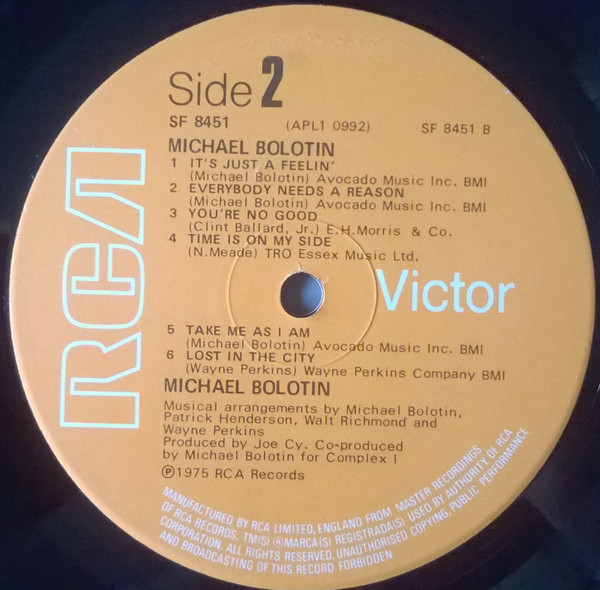 Side 2
SF 8451 (APL1 0992) SF 8451 B
MICHAEL BOLOTIN
1 IT'S JUST A FEELIN'
(Michael Bolotin) Avocado Music Inc. BMI
2 EVERYBODY NEEDS A REASON
(Michael Bolotin) Avocado Music Inc. BMI
3 YOU'RE NO GOOD
(Clint Ballard, Jr.) E.H.Morris & Co.
4 TIME IS ON MY SIDE
(N.Meade) TRO Essex Music Ltd.
RCA Victor
5 TAKE ME AS I AM
(Michael Bolotin) Avocado Music Inc. BMI
6 LOST IN THE CITY
(Wayne Perkins) Wayne Perkins Company BMI
MICHAEL BOLOTIN
Musical arrangements by Michael Bolotin,
Patrick Henderson, Walt Richmond and
Wayne Perkins
Produced by Joe Cy. Co-produced
by Michael Bolotin for Complex I
℗1975 RCA Records
MANUFACTURED BY RCA LIMITED, ENGLAND FROM MASTER RECORDINGS
OF RCA RECORDS. TM(S) ® MARCA(S) REGISTRADA(S) USED BY AUTHORITY OF RCA
CORPORATION. ALL RIGHTS RESERVED. UNAUTHORISED COPYING, PUBLIC PERFORMANCE
AND BROADCASTING OF THIS RECORD FORBIDDEN